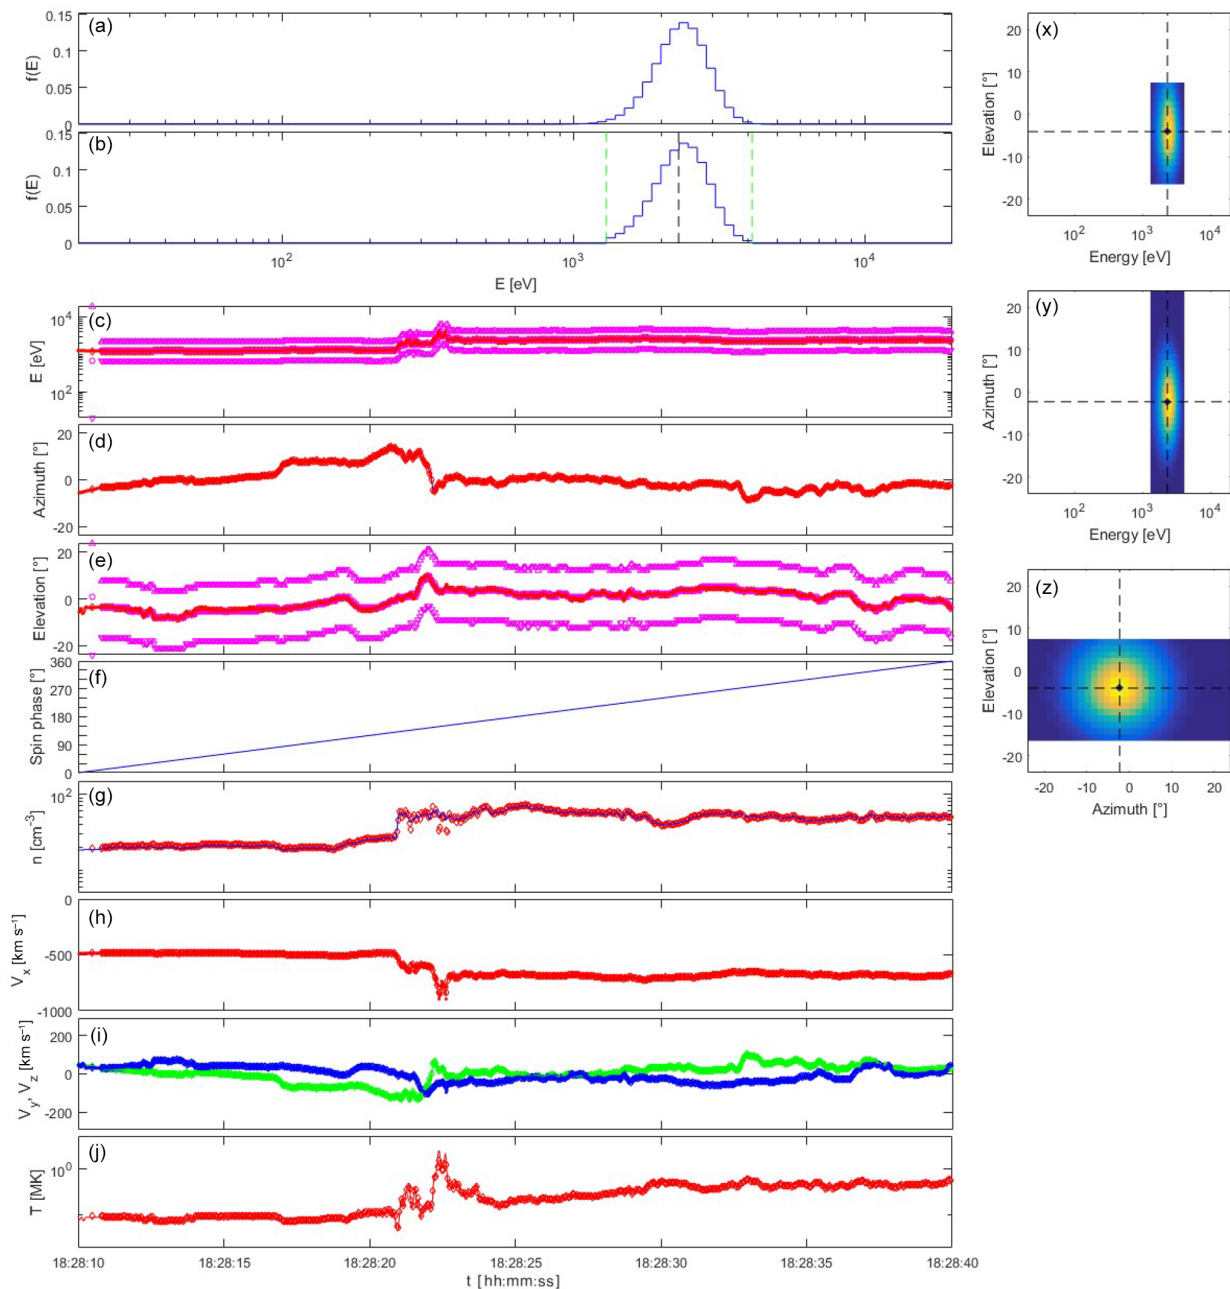 (a)
f(E)
0.15
0.1
0.05
0
(b)
f(E)
0.15
0.1
0.05
0
10²
10³
10⁴
E [eV]
(c)
E [eV]
10⁴
10²
(d)
Azimuth [°]
20
0
-20
(e)
Elevation [°]
20
0
-20
(f)
Spin phase [°]
360
270
180
90
0
(g)
n [cm⁻³]
10²
(h)
Vₓ [km s⁻¹]
0
-500
-1000
(i)
V_y, V_z [km s⁻¹]
200
0
-200
(j)
T [MK]
10⁰
18:28:10
18:28:15
18:28:20
18:28:25
18:28:30
18:28:35
18:28:40
t [hh:mm:ss]
(x)
Elevation [°]
20
10
0
-10
-20
10²
10³
10⁴
Energy [eV]
(y)
Azimuth [°]
20
10
0
-10
-20
10²
10³
10⁴
Energy [eV]
(z)
Elevation [°]
20
10
0
-10
-20
-20
-10
0
10
20
Azimuth [°]